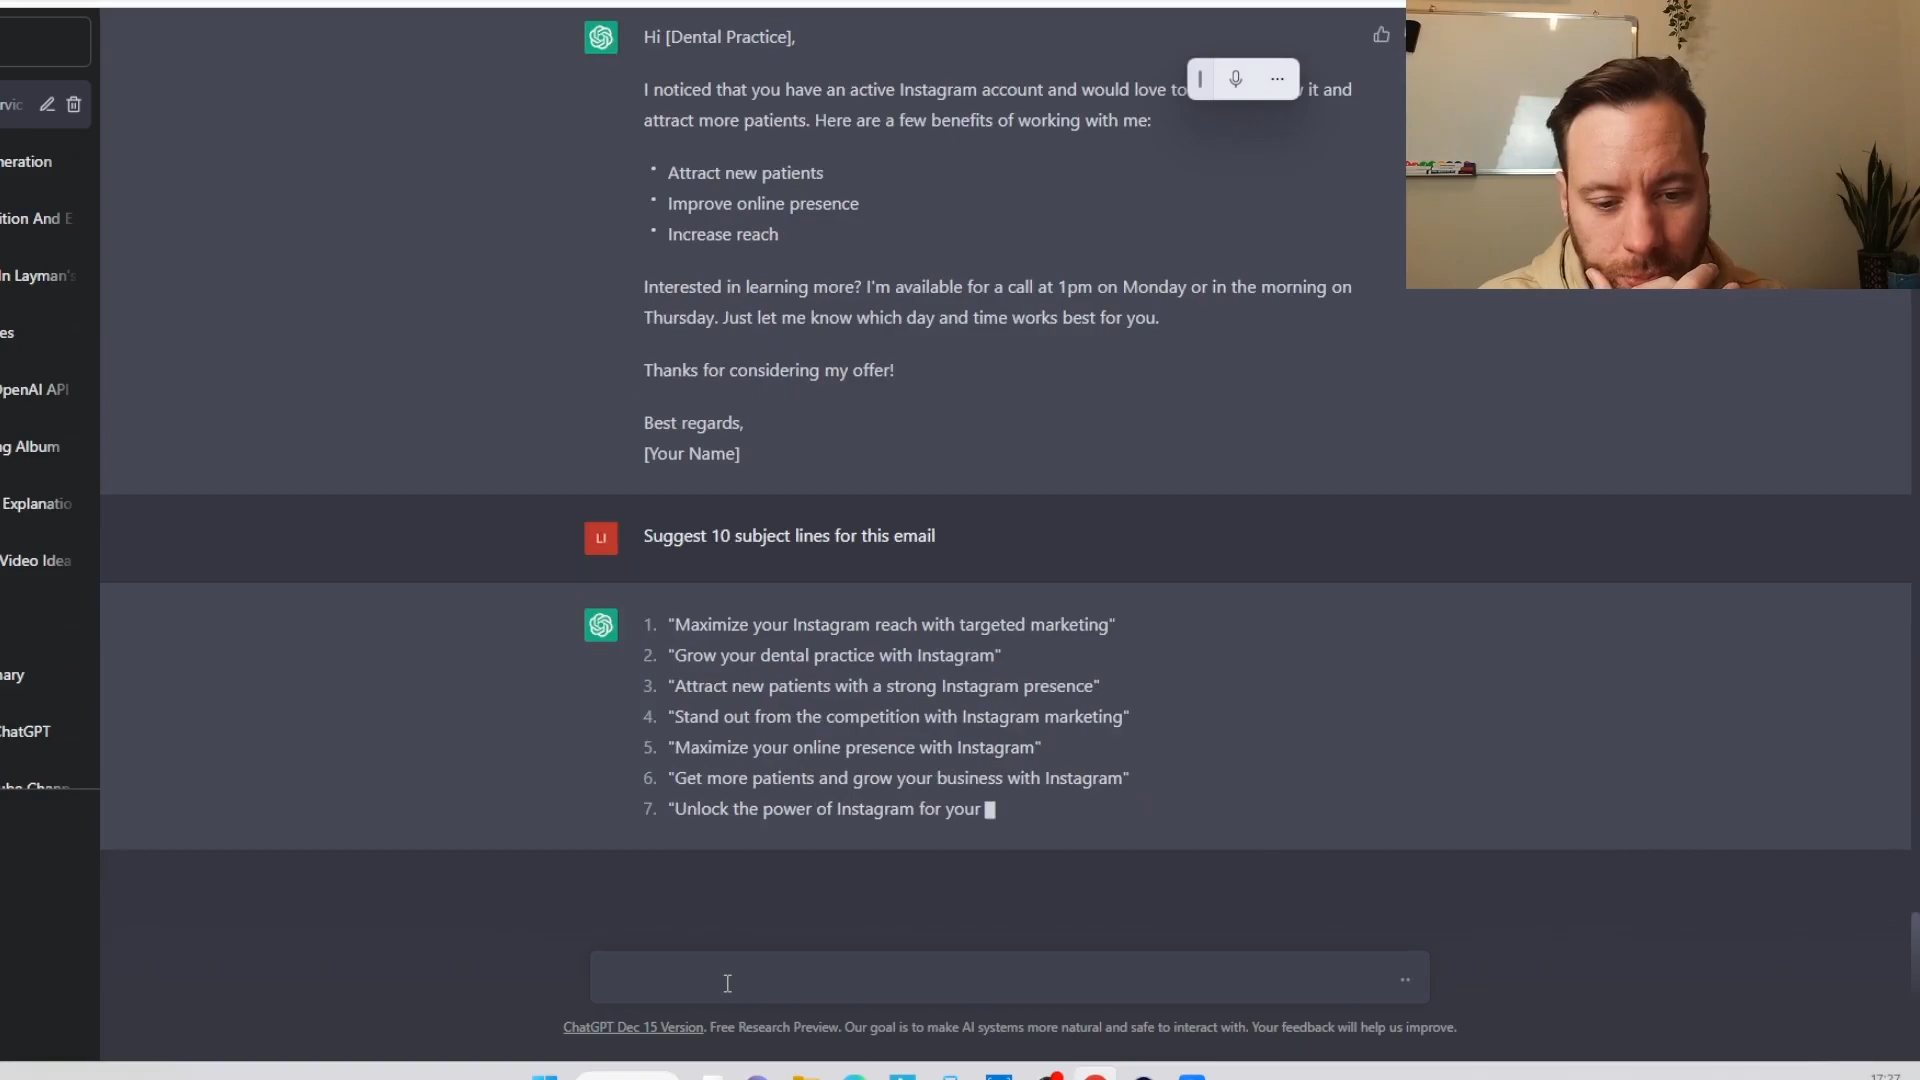 Hi [Dental Practice],
I noticed that you have an active Instagram account and would love to it and
attract more patients. Here are a few benefits of working with me:
• Attract new patients
• Improve online presence
• Increase reach
Interested in learning more? I'm available for a call at 1pm on Monday or in the morning on
Thursday. Just let me know which day and time works best for you.
Thanks for considering my offer!
Best regards,
[Your Name]
LI
Suggest 10 subject lines for this email
1. "Maximize your Instagram reach with targeted marketing"
2. "Grow your dental practice with Instagram"
3. "Attract new patients with a strong Instagram presence"
4. "Stand out from the competition with Instagram marketing"
5. "Maximize your online presence with Instagram"
6. "Get more patients and grow your business with Instagram"
7. "Unlock the power of Instagram for your
ChatGPT Dec 15 Version. Free Research Preview. Our goal is to make AI systems more natural and safe to interact with. Your feedback will help us improve.
rvic
neration
ition And E
In Layman's
es
OpenAI API
ng Album
Explanatio
Video Idea
nary
ChatGPT
17:27